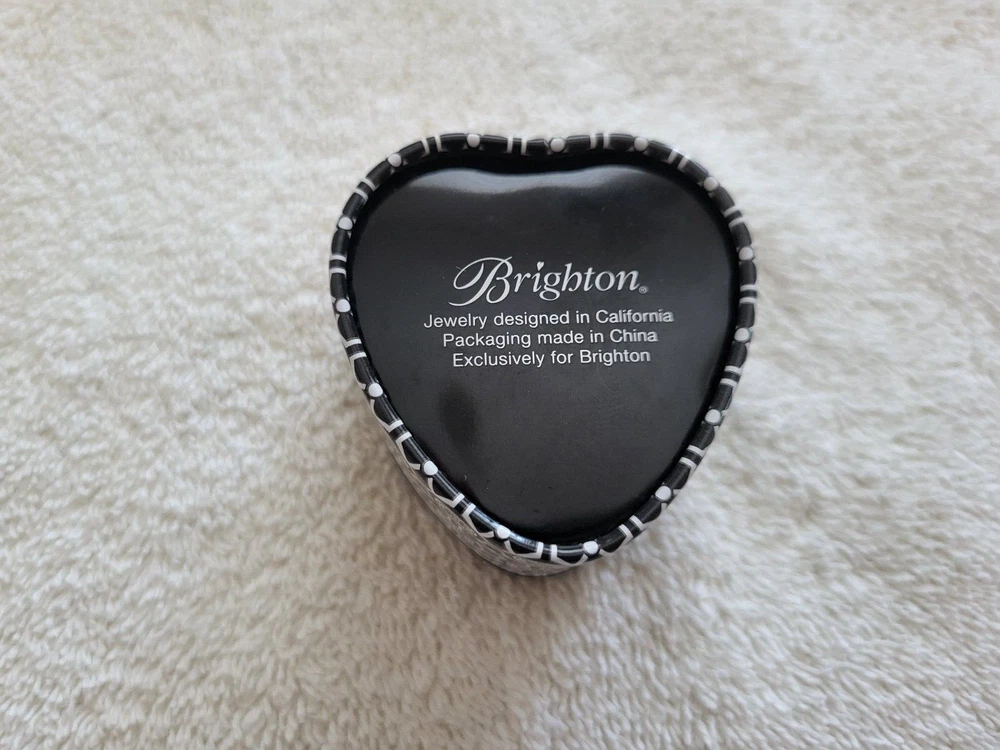 Brighton®
Jewelry designed in California
Packaging made in China
Exclusively for Brighton